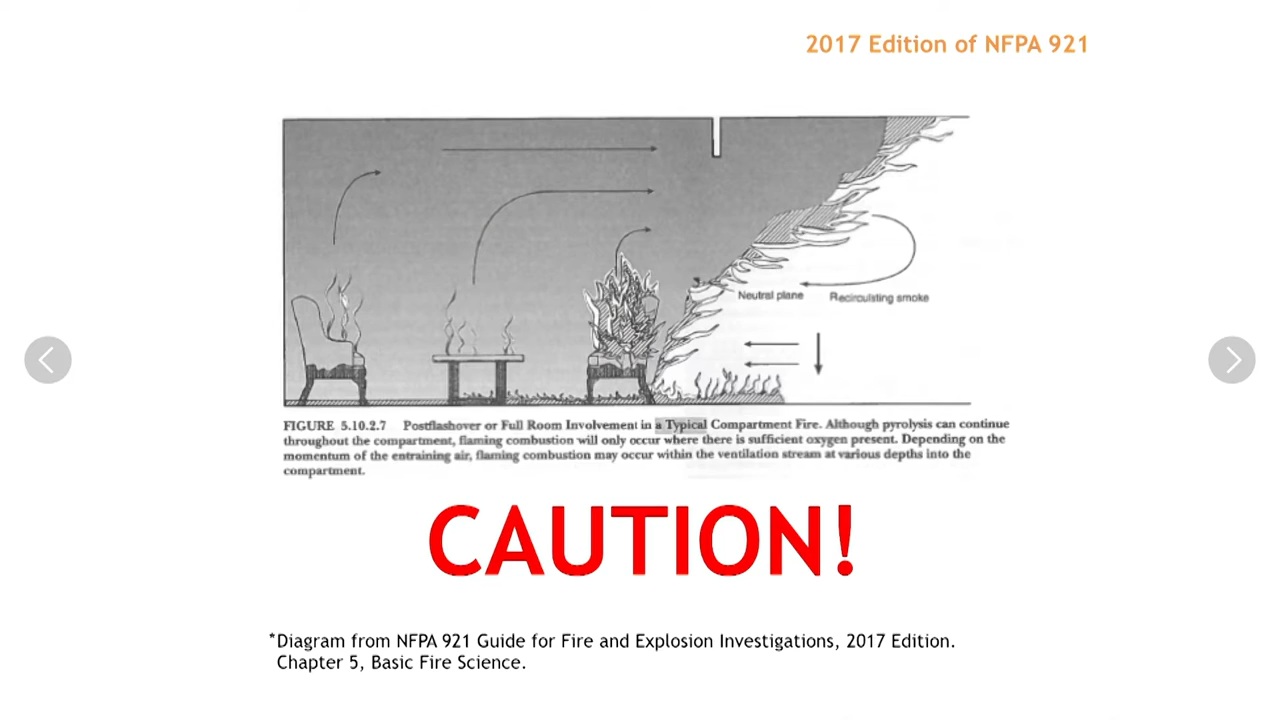 2017 Edition of NFPA 921
Neutral plane
Recirculating smoke
FIGURE 5.10.2.7 Postflashover or Full Room Involvement in a Typical Compartment Fire. Although pyrolysis can continue
throughout the compartment, flaming combustion will only occur where there is sufficient oxygen present. Depending on the
momentum of the entraining air, flaming combustion may occur within the ventilation stream at various depths into the
compartment.
CAUTION!
*Diagram from NFPA 921 Guide for Fire and Explosion Investigations, 2017 Edition.
Chapter 5, Basic Fire Science.